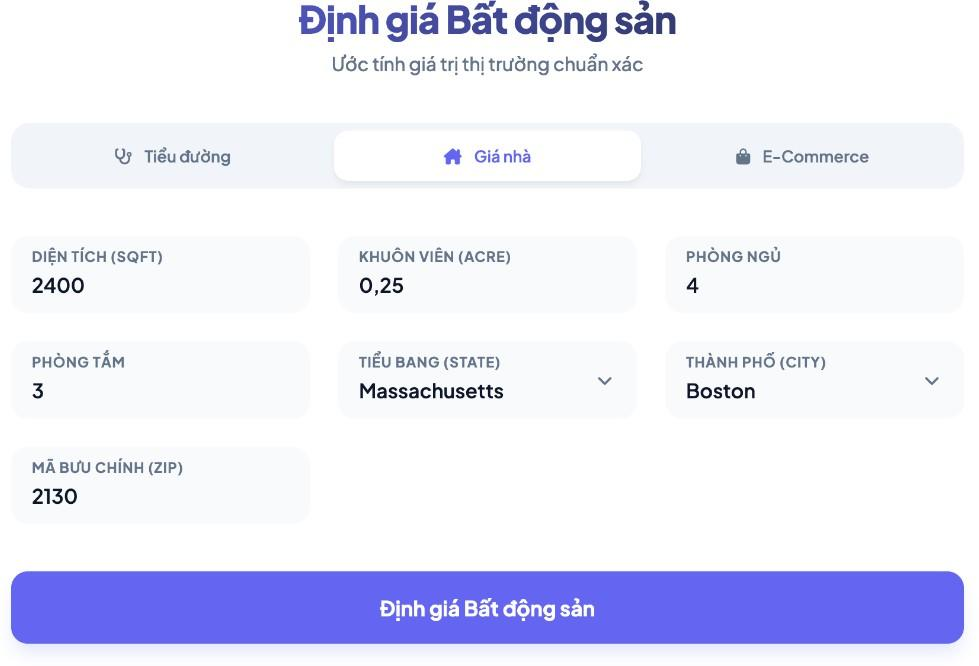 Định giá Bất động sản
Ước tính giá trị thị trường chuẩn xác
Tiểu đường
Giá nhà
E-Commerce
DIỆN TÍCH (SQFT)
2400
KHUÔN VIÊN (ACRE)
0,25
PHÒNG NGỦ
4
PHÒNG TẮM
3
TIỂU BANG (STATE)
Massachusetts
THÀNH PHỐ (CITY)
Boston
MÃ BƯU CHÍNH (ZIP)
2130
Định giá Bất động sản